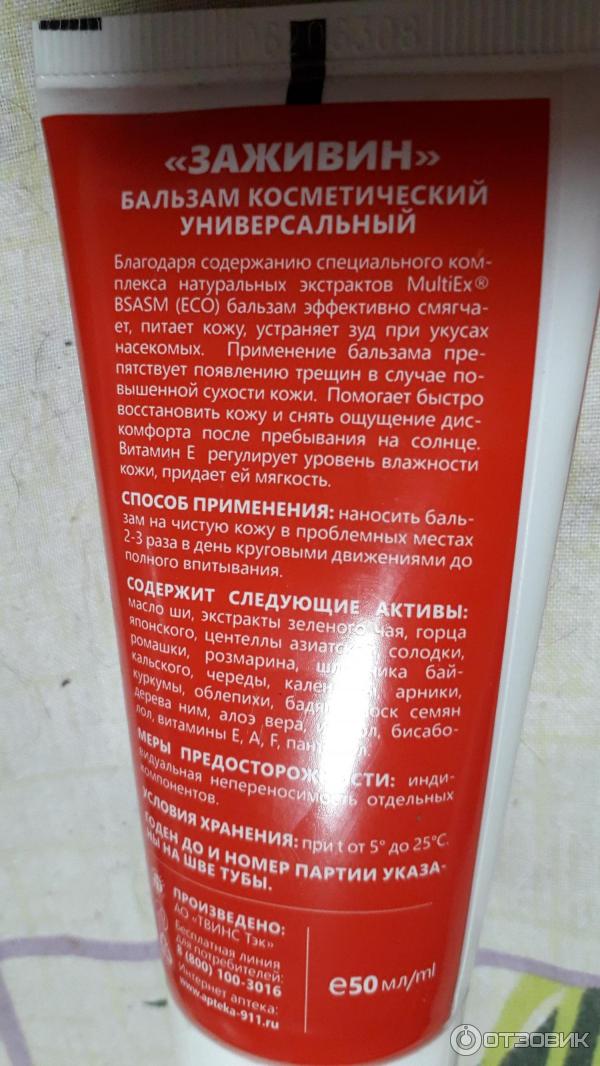 «ЗАЖИВИН»
БАЛЬЗАМ КОСМЕТИЧЕСКИЙ
УНИВЕРСАЛЬНЫЙ
Благодаря содержанию специального ком-
плекса натуральных экстрактов MultiEx®
BSASM (ECO) бальзам эффективно смягча-
ет, питает кожу, устраняет зуд при укусах
насекомых. Применение бальзама пре-
пятствует появлению трещин в случае по-
вышенной сухости кожи. Помогает быстро
восстановить кожу и снять ощущение дис-
комфорта после пребывания на солнце.
Витамин Е регулирует уровень влажности
кожи, придает ей мягкость.
СПОСОБ ПРИМЕНЕНИЯ: наносить баль-
зам на чистую кожу в проблемных местах
2-3 раза в день круговыми движениями до
полного впитывания.
СОДЕРЖИТ СЛЕДУЮЩИЕ АКТИВЫ:
масло ши, экстракты зеленого чая, горца
японского, центеллы солодки,
ромашки, розмарина, бай-
кальского, череды, арники,
куркумы, облепихи, семян
дерева ним, алоэ вера, бисабо-
лол, витамины Е, А, F,
МЕРЫ ПРЕДОСТОРОЖНОСТИ: инди-
видуальная непереносимость отдельных
компонентов.
УСЛОВИЯ ХРАНЕНИЯ: при t от 5° до 25°С.
ГОДЕН ДО И НОМЕР ПАРТИИ УКАЗА-
НЫ НА ШВЕ ТУБЫ.
ПРОИЗВЕДЕНО:
АО «ТВИНС Тэк»
Бесплатная линия
для потребителей:
8 (800) 100-3016
Интернет аптека:
www.apteka-911.ru
℮50 мл/ml
ОТЗОВИК